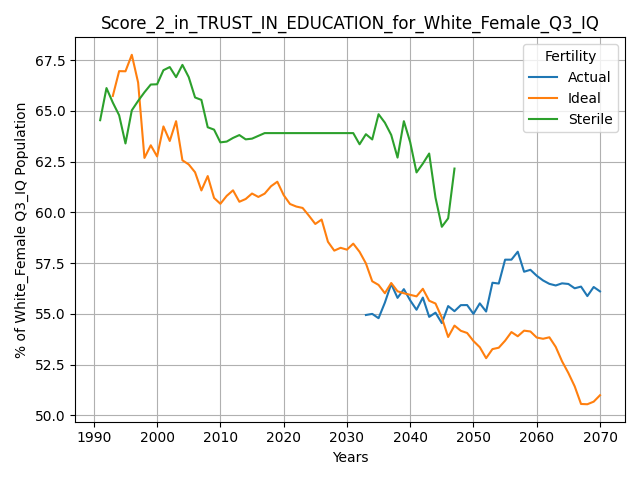 Score_2_in_TRUST_IN_EDUCATION_for_White_Female_Q3_IQ
% of White_Female Q3_IQ Population
67.5
65.0
62.5
60.0
57.5
55.0
52.5
50.0
Fertility
Actual
Ideal
Sterile
1990 2000 2010 2020 2030 2040 2050 2060 2070
Years